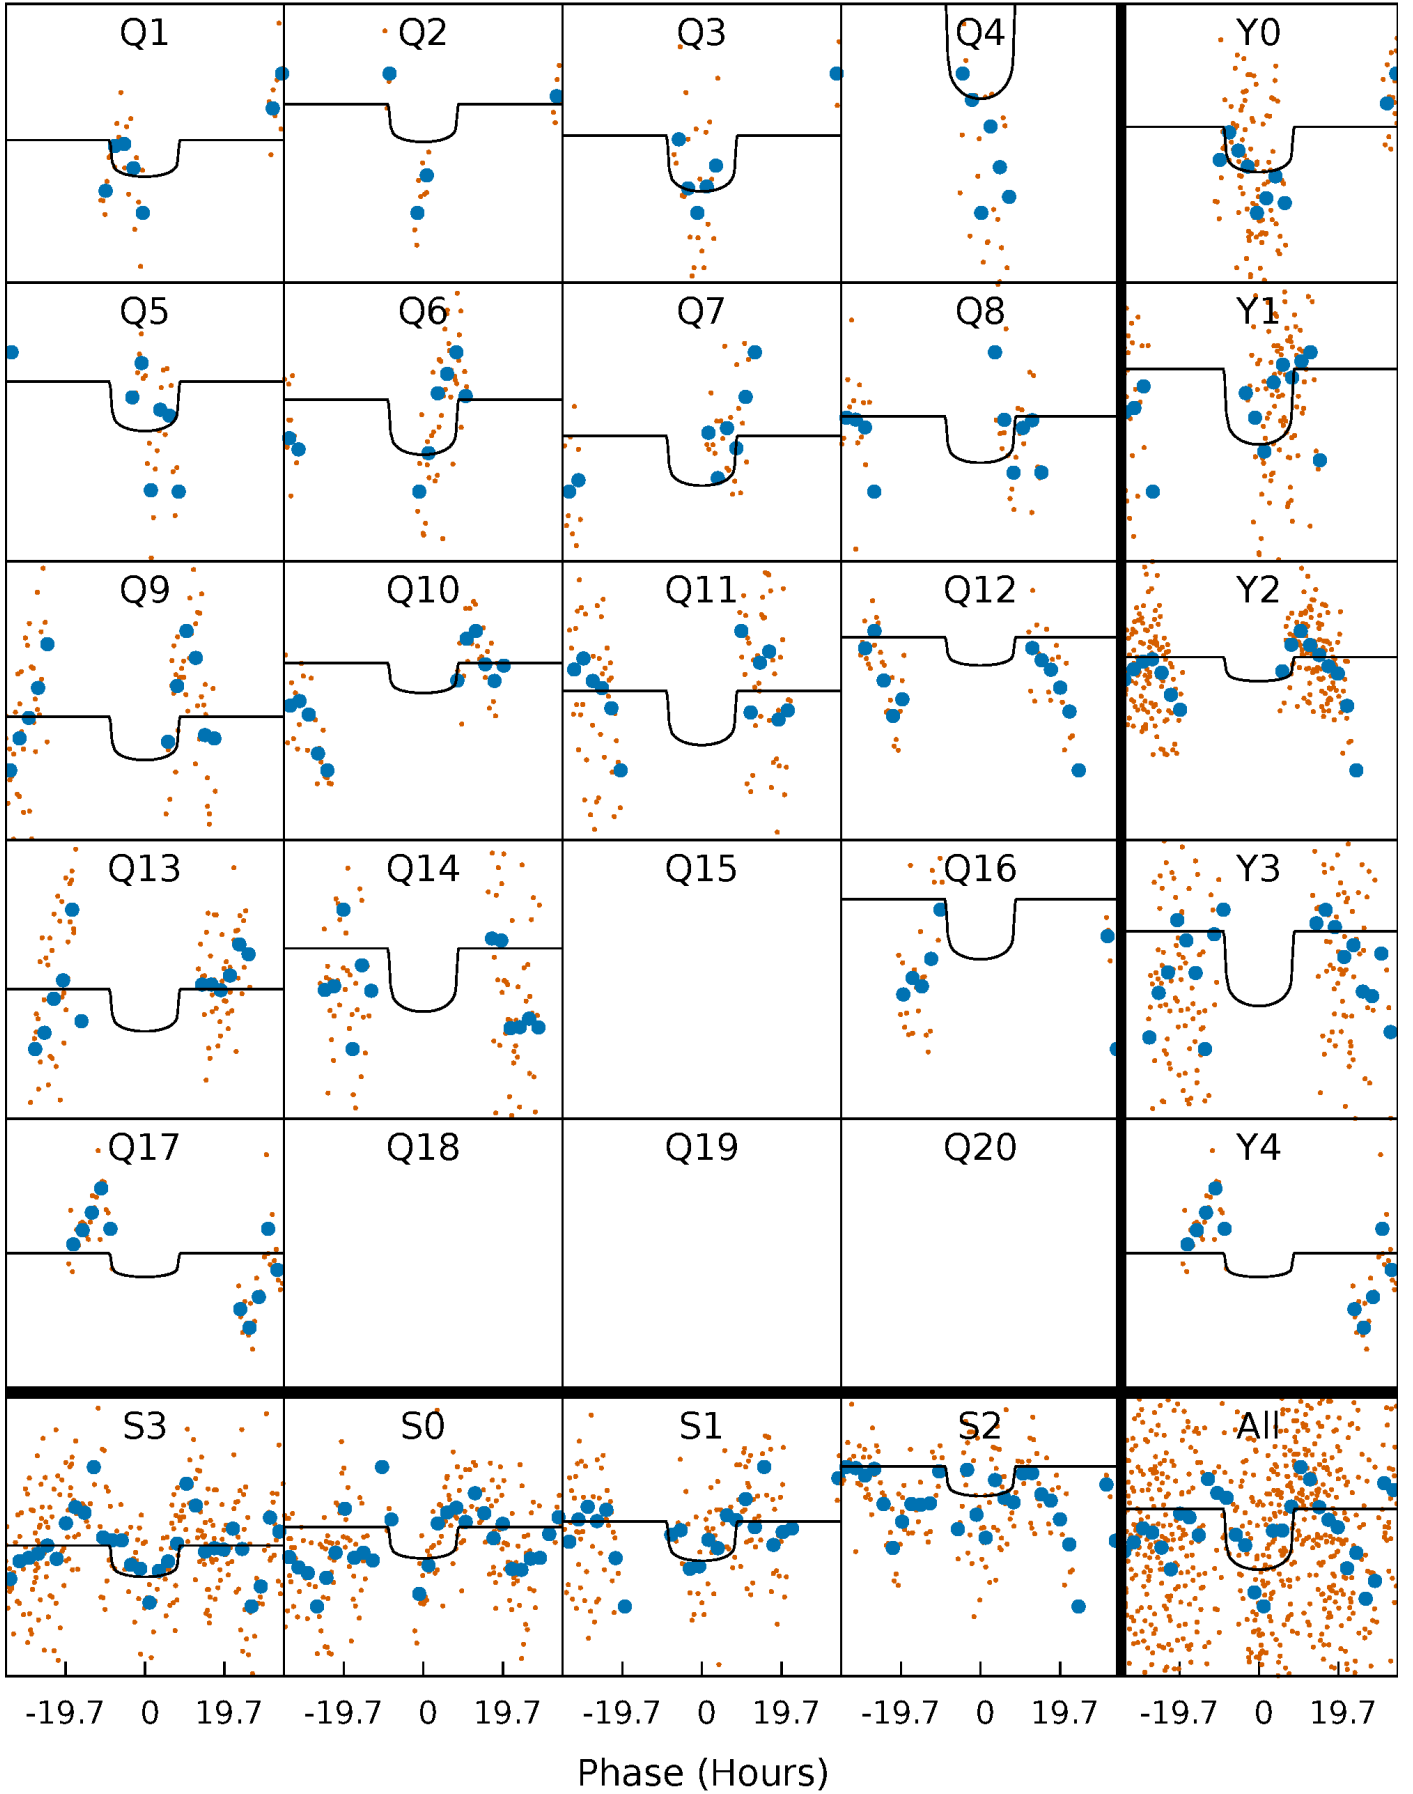 Q1 Q2 Q3 Q4 Y0
Q5 Q6 Q7 Q8 Y1
Q9 Q10 Q11 Q12 Y2
Q13 Q14 Q15 Q16 Y3
Q17 Q18 Q19 Q20 Y4
S3 S0 S1 S2 All
-19.7 0 19.7 -19.7 0 19.7 -19.7 0 19.7 -19.7 0 19.7 -19.7 0 19.7
Phase (Hours)